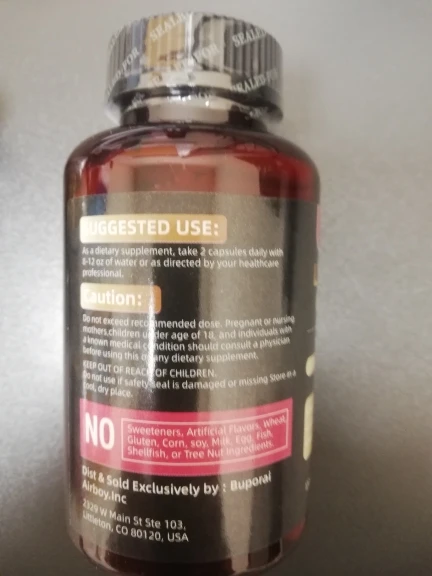 SEALED FOR
SEALED FOR
SEALED FOR
SUGGESTED USE:
As a dietary supplement, take 2 capsules daily with
8-12 oz of water or as directed by your healthcare
professional.
Caution:
Do not exceed recommended dose. Pregnant or nursing
mothers,children under age of 18, and individuals with
a known medical condition should consult a physician
before using this or any dietary supplement.
KEEP OUT OF REACH OF CHILDREN.
Do not use if safety seal is damaged or missing Store in a
cool, dry place.
NO
Sweeteners, Artificial Flavors, Wheat,
Gluten, Corn, soy, Milk, Egg, Fish,
Shellfish, or Tree Nut Ingredients.
Dist & Sold Exclusively by : Buporai
Airboy.Inc
2329 W Main St Ste 103,
Littleton, CO 80120, USA